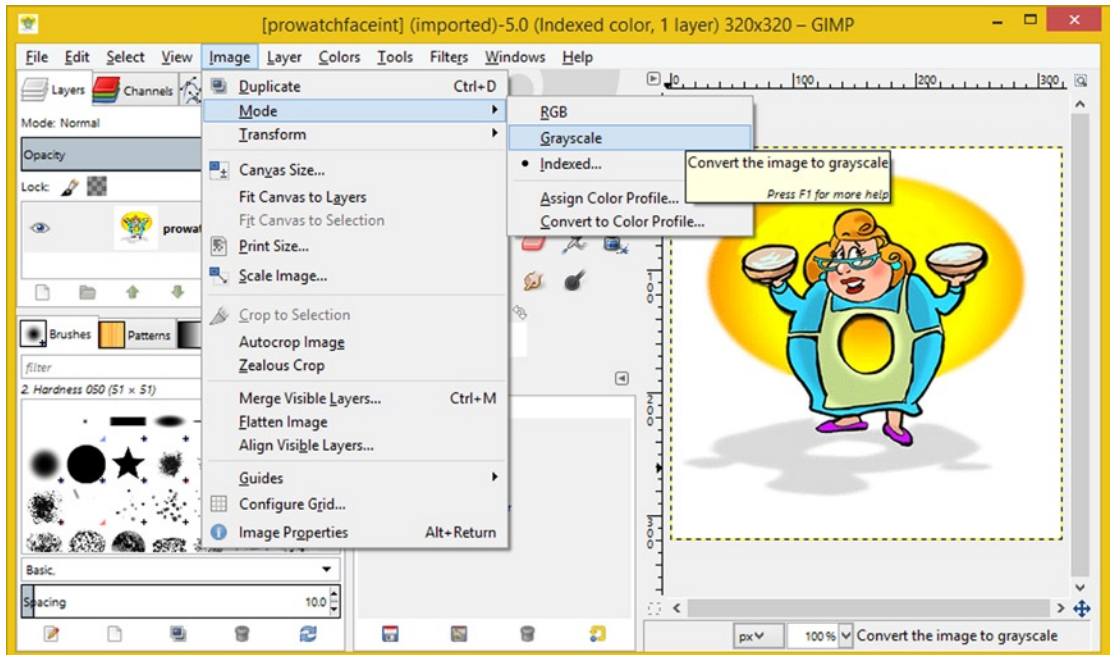 [prowatchfaceint] (imported)-5.0 (Indexed color, 1 layer) 320x320 – GIMP
File Edit Select View Image Layer Colors Tools Filters Windows Help
Layers Channels
Mode: Normal
Opacity
Lock:
prowat
Brushes Patterns
filter
2. Hardness 050 (51 × 51)
Basic,
Spacing 10.0
Duplicate Ctrl+D
Mode
Transform
Canvas Size...
Fit Canvas to Layers
Fit Canvas to Selection
Print Size...
Scale Image...
Crop to Selection
Autocrop Image
Zealous Crop
Merge Visible Layers... Ctrl+M
Flatten Image
Align Visible Layers...
Guides
Configure Grid...
Image Properties Alt+Return
RGB
Grayscale
Indexed...
Assign Color Profile...
Convert to Color Profile...
Convert the image to grayscale
Press F1 for more help
0 100 200 300
100
200
300
px 100 % Convert the image to grayscale